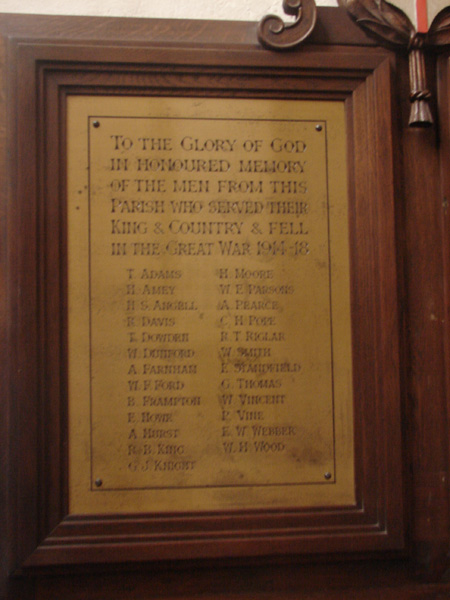 TO THE GLORY OF GOD
IN HONOURED MEMORY
OF THE MEN FROM THIS
PARISH WHO SERVED THEIR
KING & COUNTRY & FELL
IN THE GREAT WAR 1914-18
T. ADAMS
H. AMEY
H. S. ANGELL
DAVIS
DOWDEN
W. DUNFORD
A. FARNHAM
W. F. FORD
B. FRAMPTON
E. HOWE
A. HURST
R. B. KING
G. J. KNIGHT
H. MOORE
W. E. PARSONS
A. PEARCE
C. H. POPE
R. T. RIGLAR
W. SMITH
F. STANDFIELD
G. THOMAS
W. VINCENT
P. VINE
E. W. WEBBER
W. H. WOOD